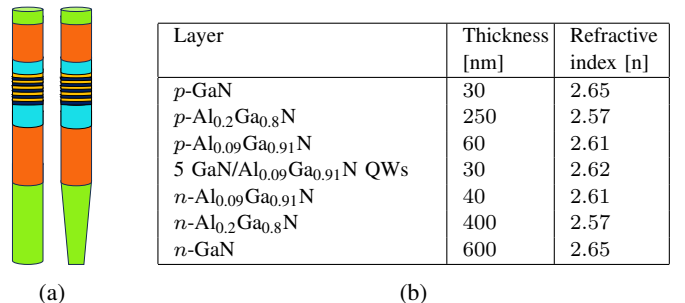 Layer Thickness Refractive
[nm] index [n]
p-GaN 30 2.65
p-Al0.2Ga0.8N 250 2.57
p-Al0.09Ga0.91N 60 2.61
5 GaN/Al0.09Ga0.91N QWs 30 2.62
n-Al0.09Ga0.91N 40 2.61
n-Al0.2Ga0.8N 400 2.57
n-GaN 600 2.65
(a) (b)